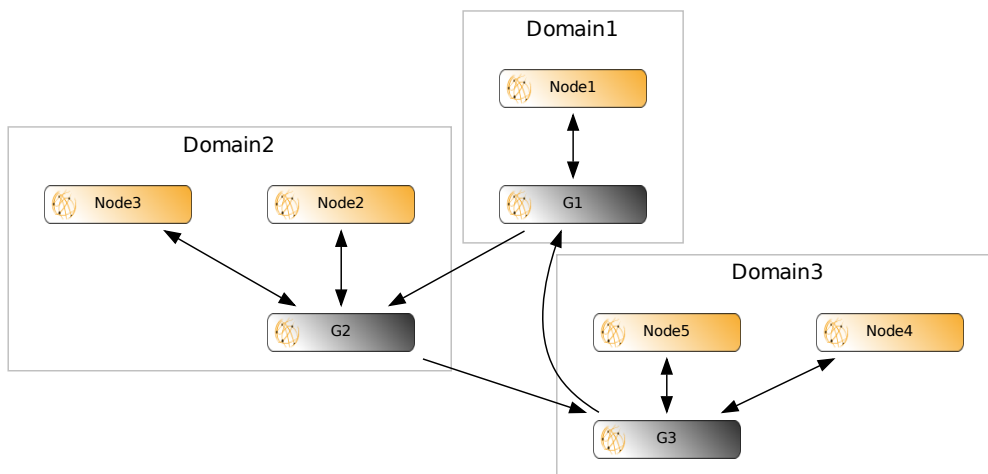 Domain1
Node1
G1
Domain2
Node3
Node2
G2
Domain3
Node5
Node4
G3